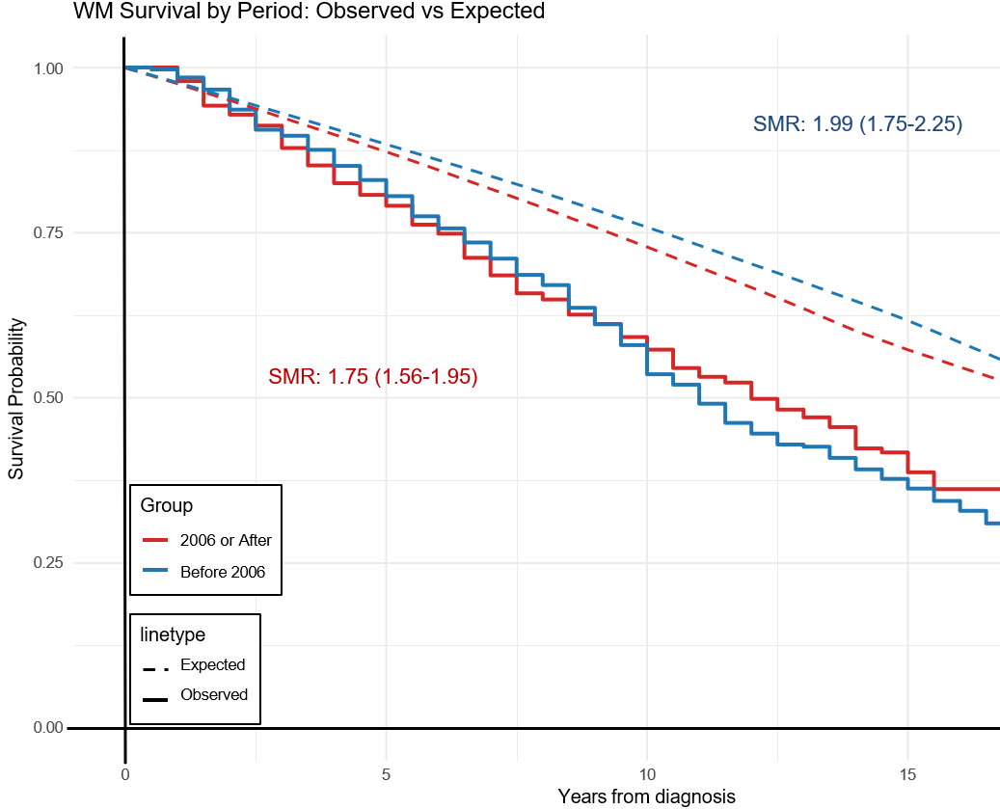 WM Survival by Period: Observed vs Expected
1.00
SMR: 1.99 (1.75-2.25)
0.75
Survival Probability
SMR: 1.75 (1.56-1.95)
0.50
Group
2006 or After
0.25
Before 2006
linetype
Expected
Observed
0.00
0
5
10
15
Years from diagnosis